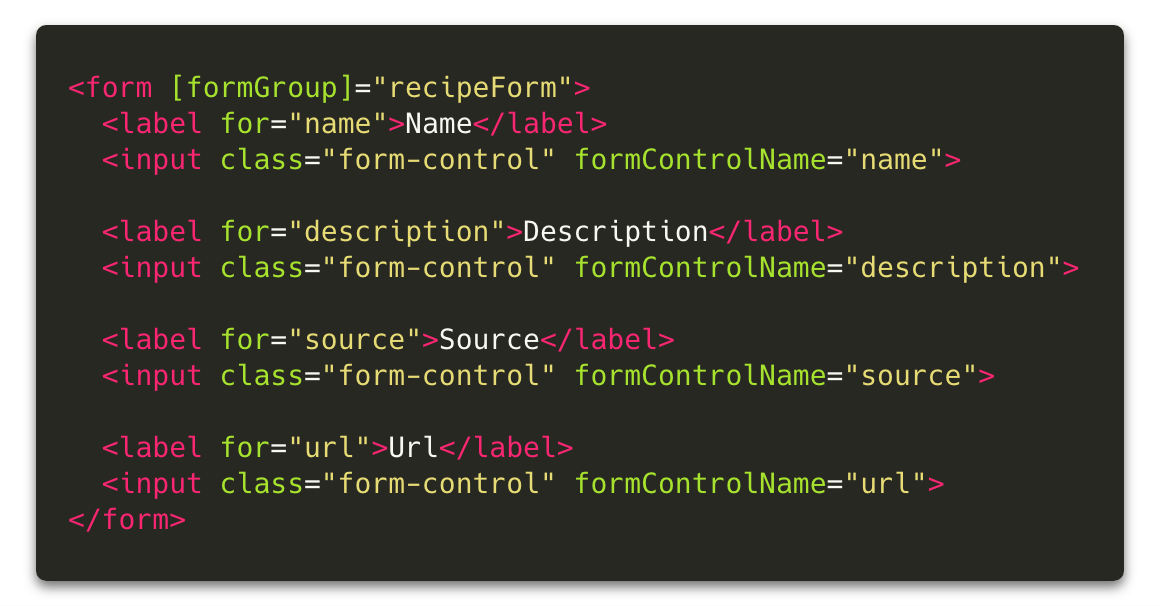 <form [formGroup]="recipeForm">
  <label for="name">Name</label>
  <input class="form-control" formControlName="name">

  <label for="description">Description</label>
  <input class="form-control" formControlName="description">

  <label for="source">Source</label>
  <input class="form-control" formControlName="source">

  <label for="url">Url</label>
  <input class="form-control" formControlName="url">
</form>